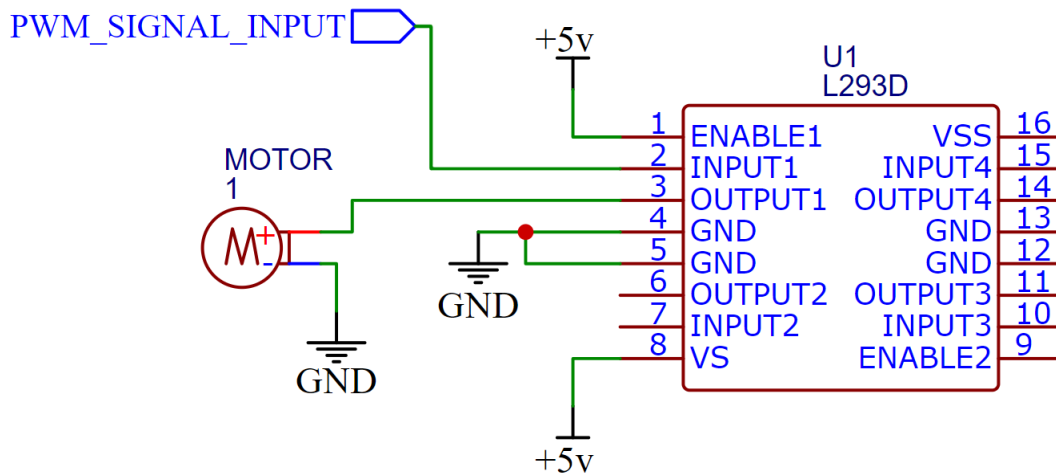 PWM_SIGNAL_INPUT
+5v
U1
L293D
MOTOR
1
+
-
1 ENABLE1 VSS 16
2 INPUT1 INPUT4 15
3 OUTPUT1 OUTPUT4 14
4 GND GND 13
5 GND GND 12
6 OUTPUT2 OUTPUT3 11
7 INPUT2 INPUT3 10
8 VS ENABLE2 9
GND
GND
+5v